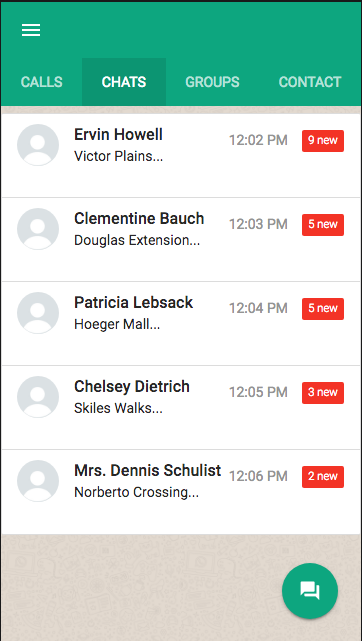 CALLS CHATS GROUPS CONTACT
Ervin Howell 12:02 PM 9 new
Victor Plains...
Clementine Bauch 12:03 PM 5 new
Douglas Extension...
Patricia Lebsack 12:04 PM 5 new
Hoeger Mall...
Chelsey Dietrich 12:05 PM 3 new
Skiles Walks...
Mrs. Dennis Schulist 12:06 PM 2 new
Norberto Crossing...